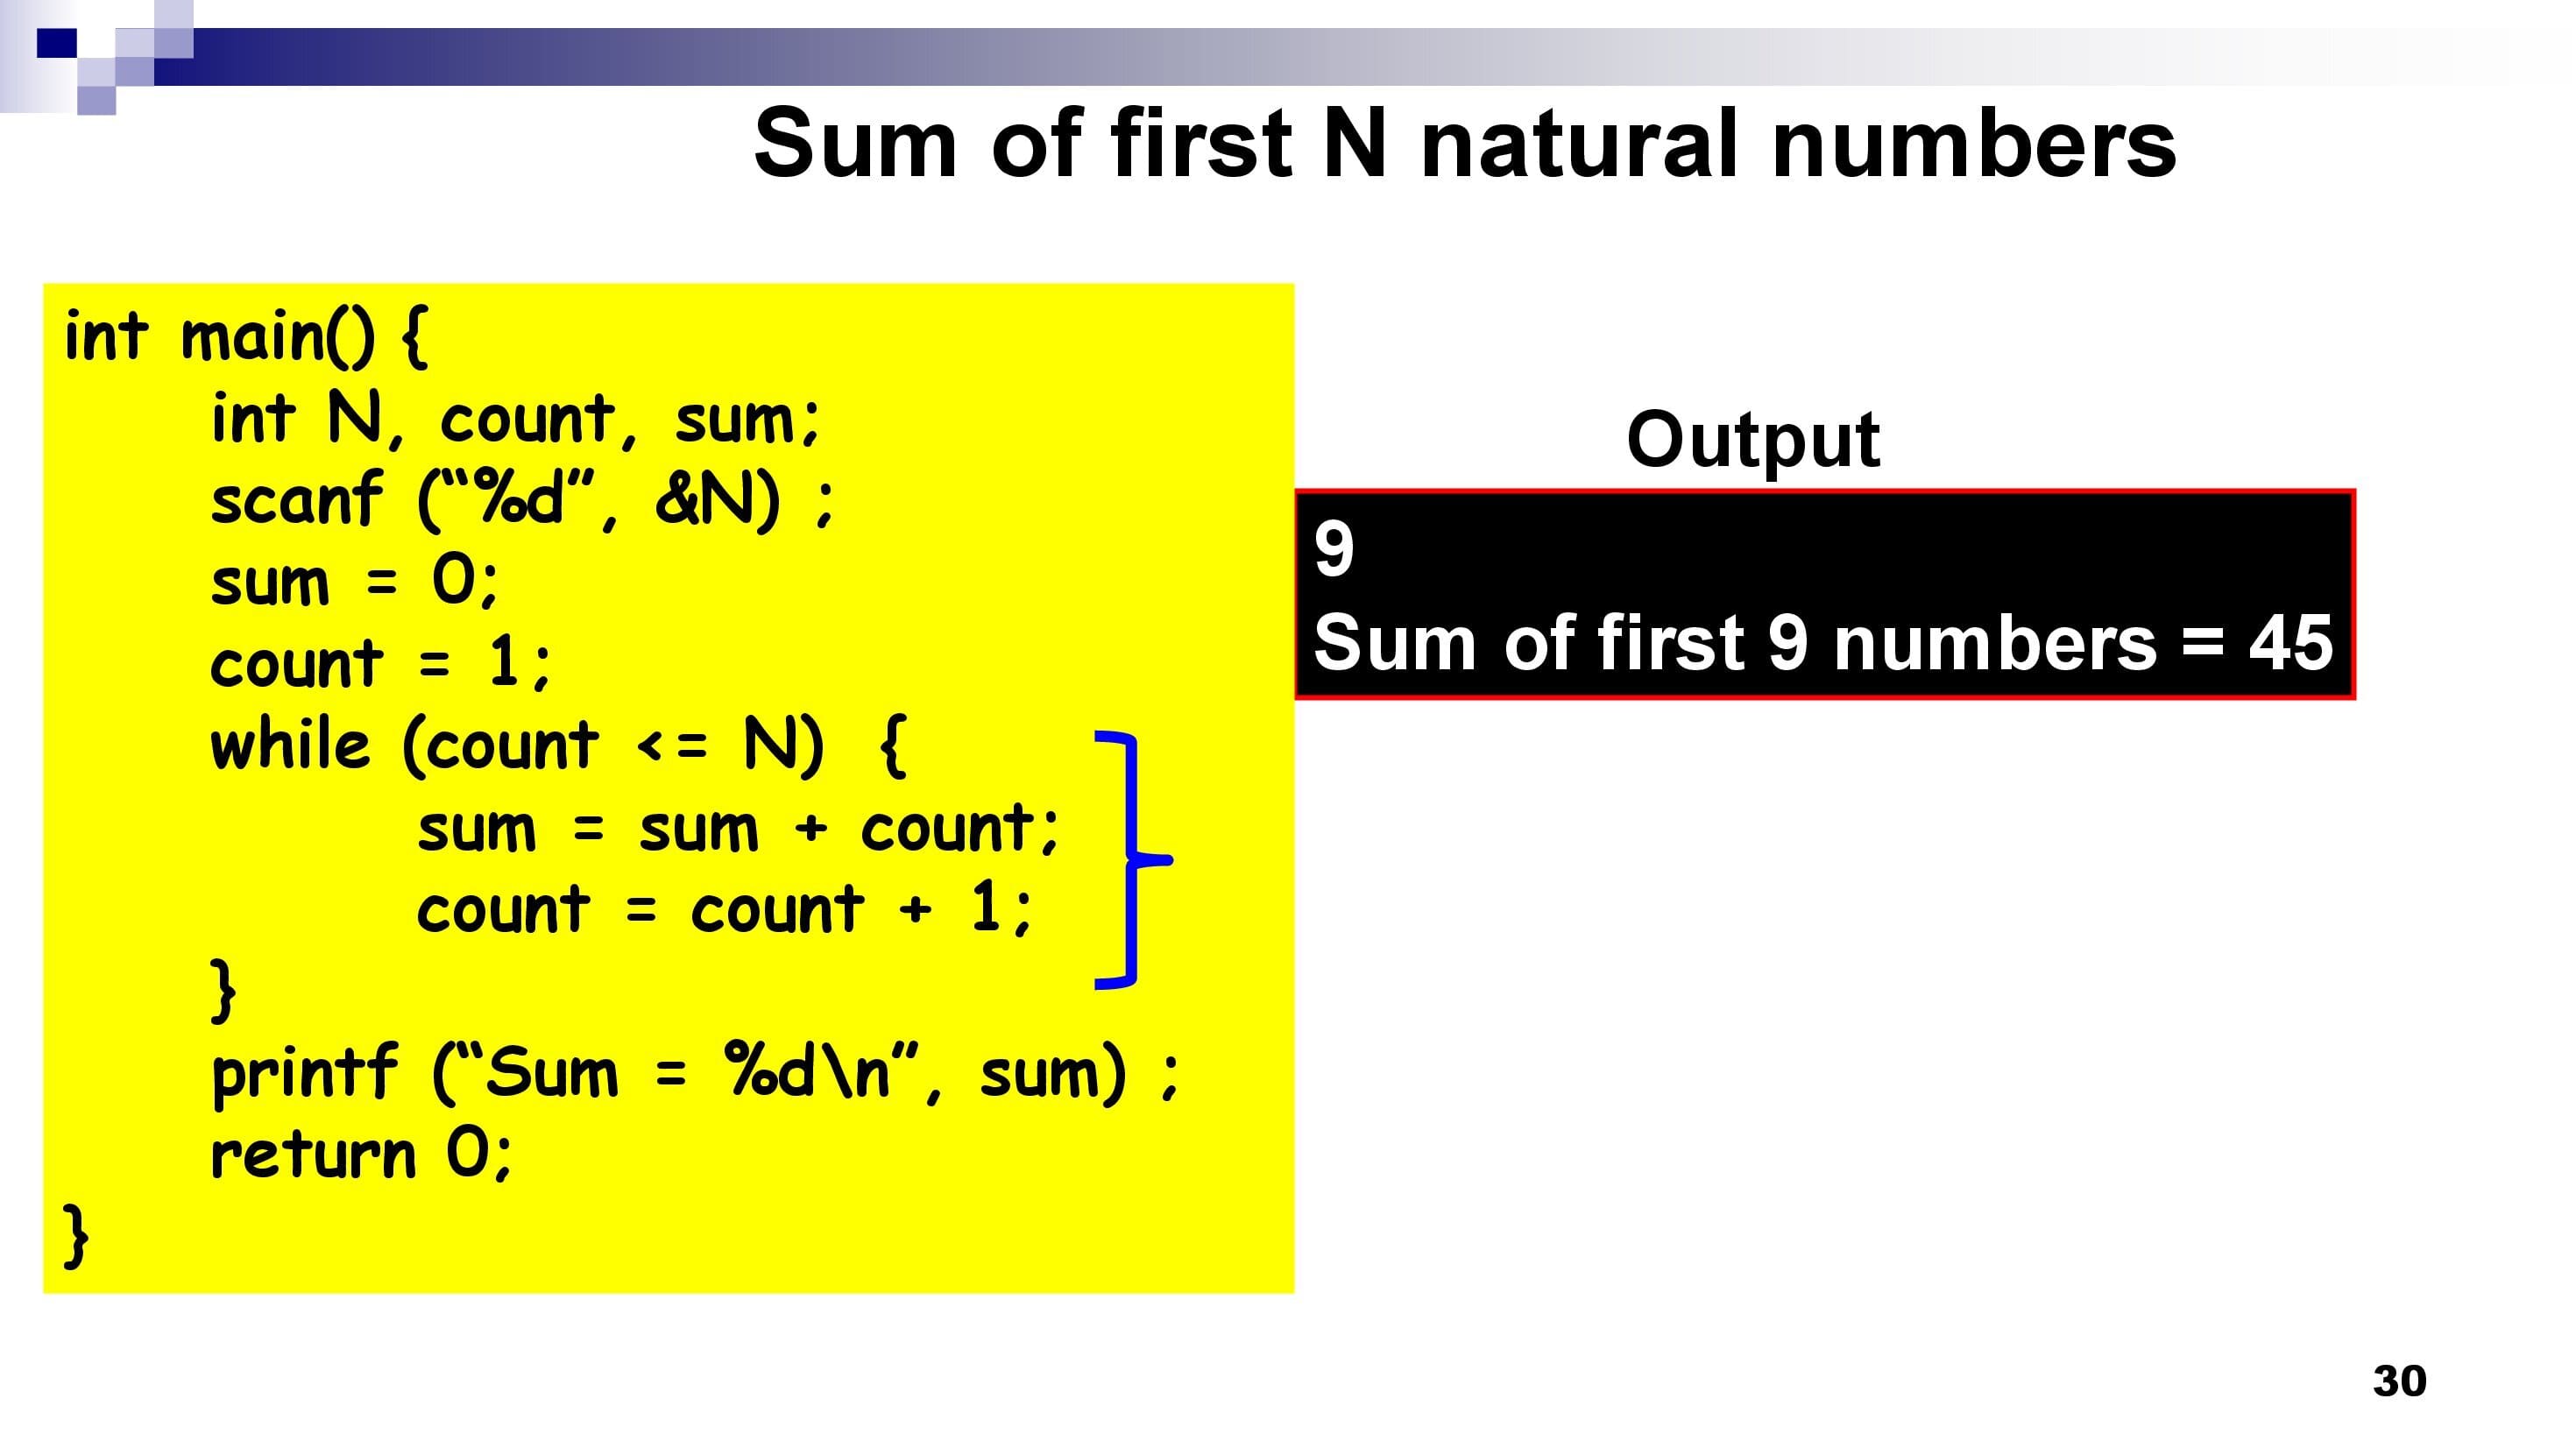 Sum of first N natural numbers
int main() {
int N, count, sum;
scanf (“%d”, &N) ;
sum = 0;
count = 1;
while (count <= N) {
sum = sum + count;
count = count + 1;
}
printf (“Sum = %d\n”, sum) ;
return 0;
}
Output
9
Sum of first 9 numbers = 45
30